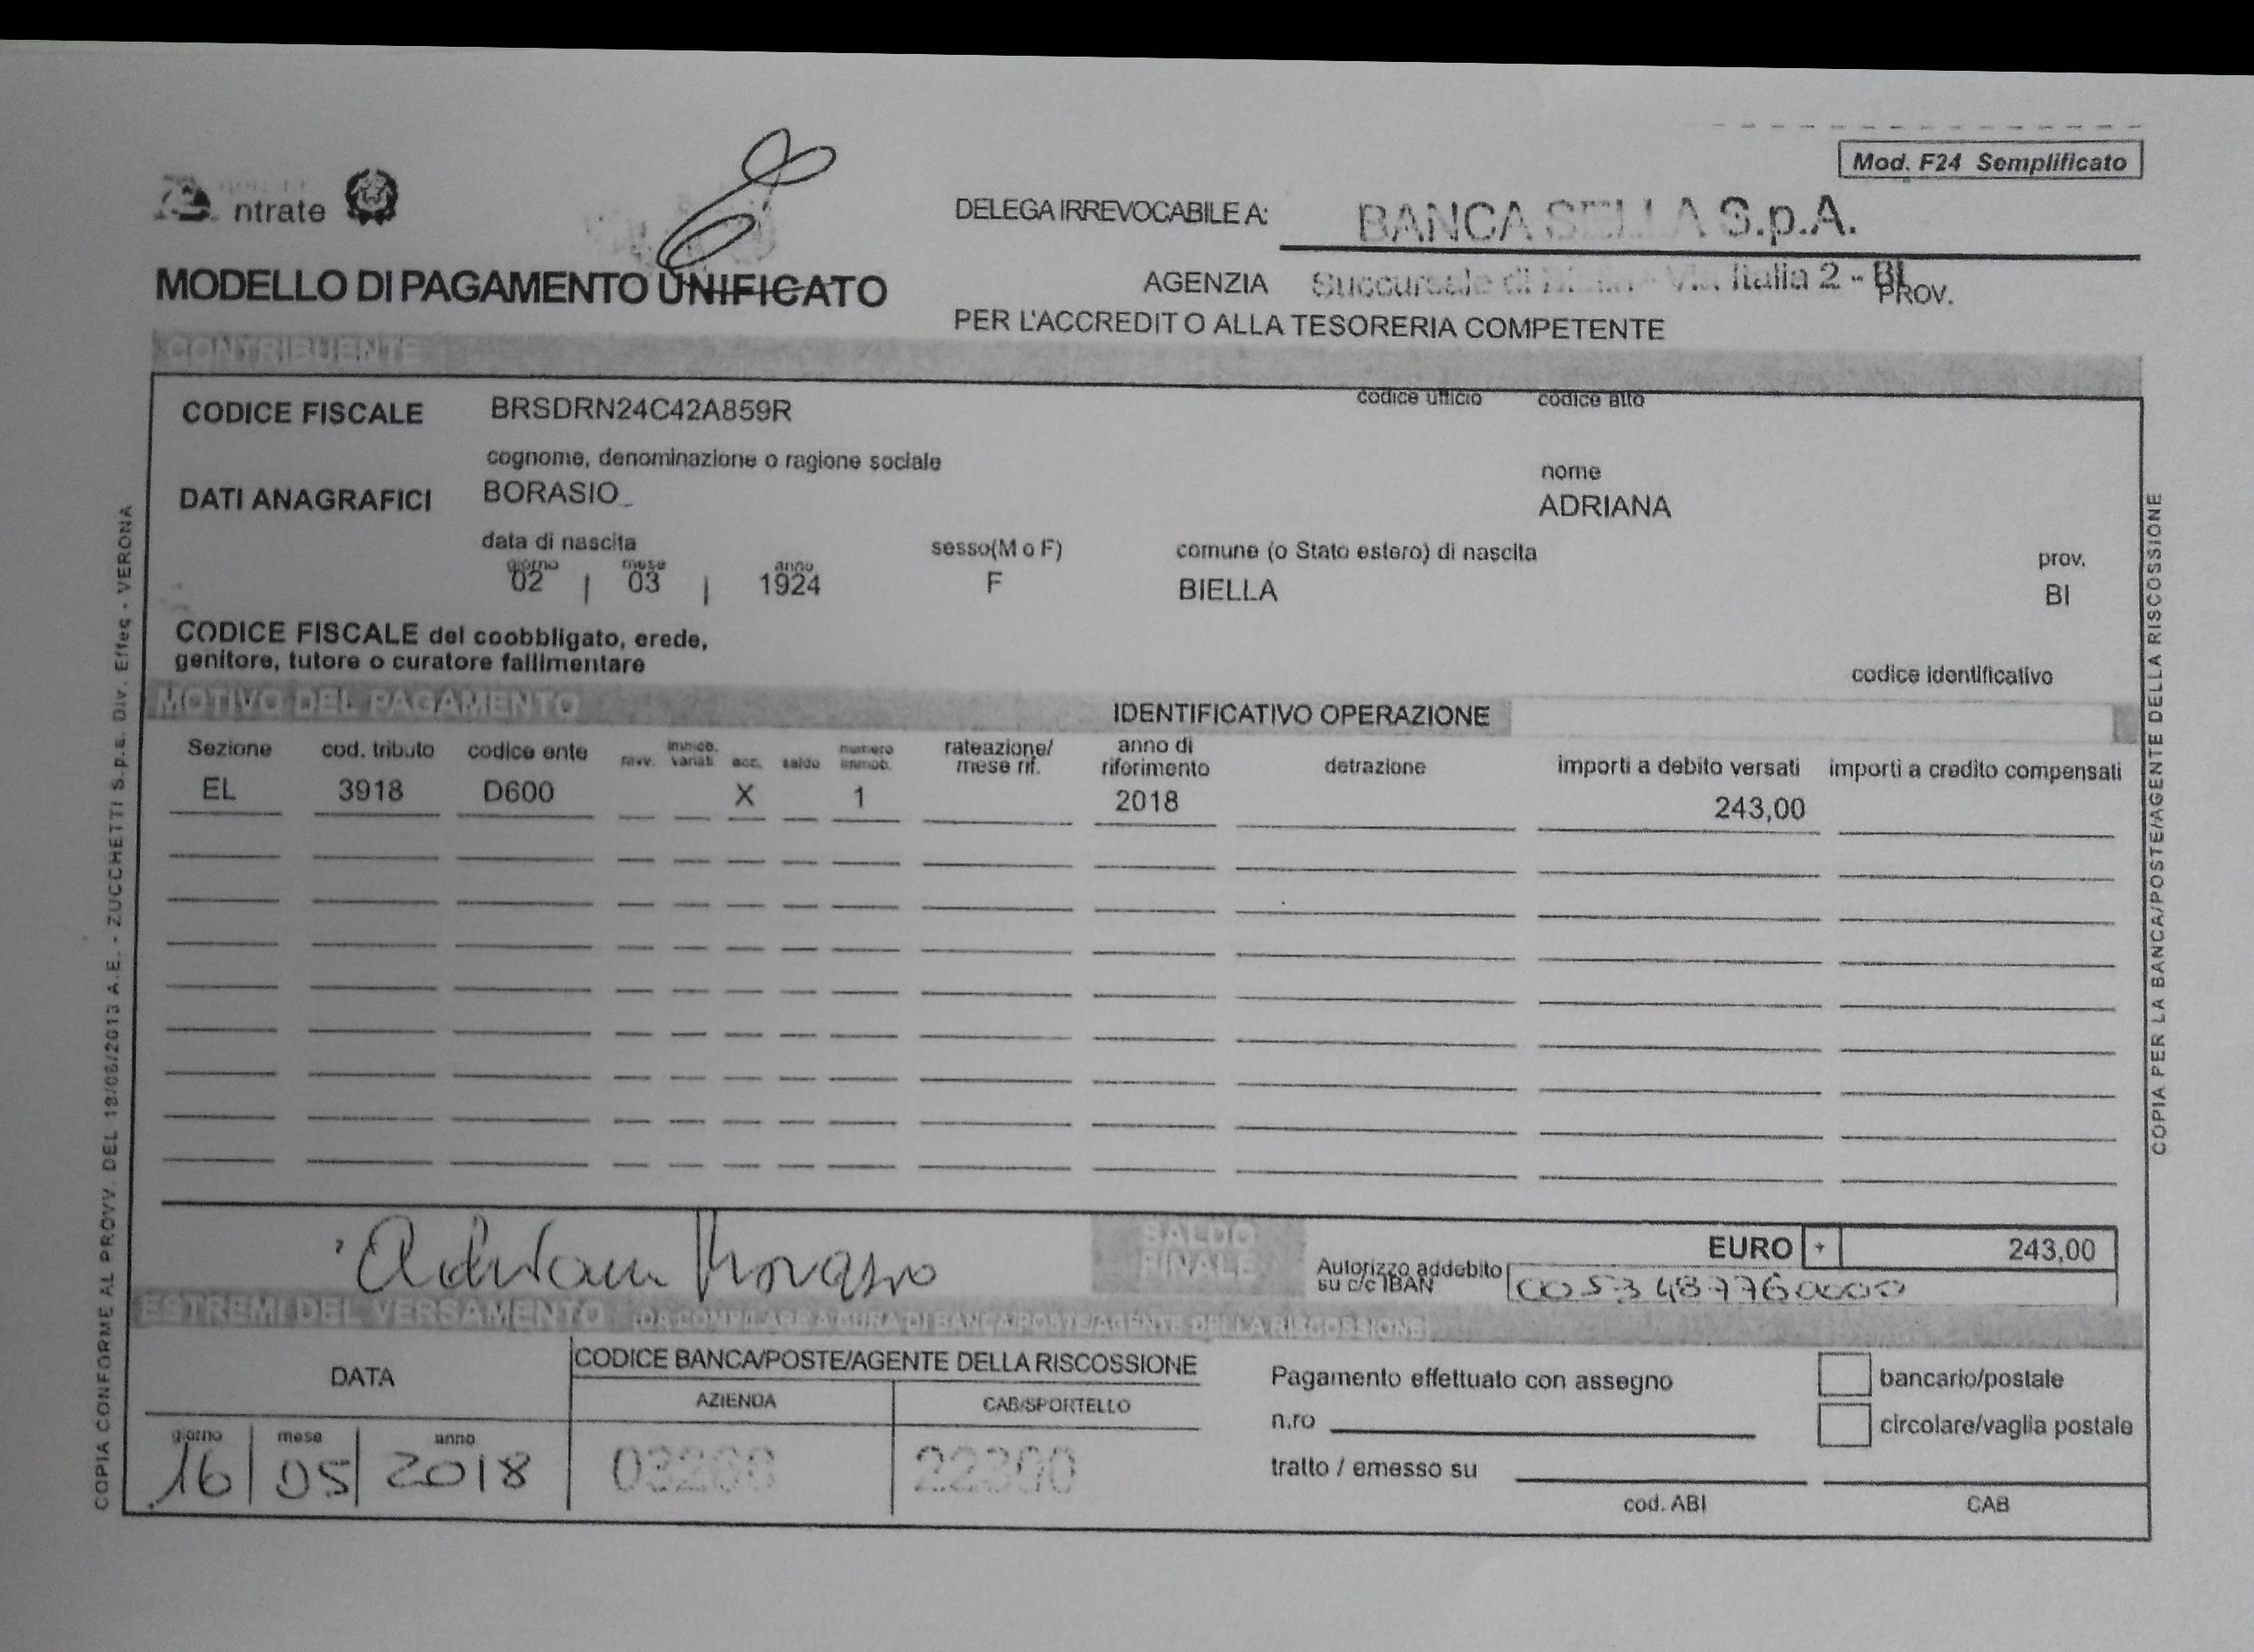 Mod. F24 Semplificato
ntrate
DELEGA IRREVOCABILE A: BANCA SELLA S.p.A.
MODELLO DI PAGAMENTO UNIFICATO
AGENZIA Succursale di Biella - Via Italia 2 - BI PROV.
PER L'ACCREDITO ALLA TESORERIA COMPETENTE
CONTRIBUENTE
codice ufficio codice atto
CODICE FISCALE BRSDRN24C42A859R
cognome, denominazione o ragione sociale nome
DATI ANAGRAFICI BORASIO_ ADRIANA
data di nascita sesso(M o F) comune (o Stato estero) di nascita prov.
giorno mese anno
02 | 03 | 1924 F BIELLA BI
CODICE FISCALE del coobbligato, erede,
genitore, tutore o curatore fallimentare
codice identificativo
MOTIVO DEL PAGAMENTO IDENTIFICATIVO OPERAZIONE
Sezione cod. tributo codice ente ravv. immob. variati acc. saldo numero immob. rateazione/ mese rif. anno di riferimento detrazione importi a debito versati importi a credito compensati
EL 3918 D600 X 1 2018 243,00
Adriana Borasio
SALDO FINALE
EURO + 243,00
Autorizzo addebito
su c/c IBAN 0053487760000
ESTREMI DEL VERSAMENTO (DA COMPILARE A CURA DI BANCA/POSTE/AGENTE DELLA RISCOSSIONE)
DATA
CODICE BANCA/POSTE/AGENTE DELLA RISCOSSIONE
AZIENDA CAB/SPORTELLO
giorno mese anno
16 05 2018 22300
Pagamento effettuato con assegno bancario/postale
n.ro circolare/vaglia postale
tratto / emesso su
cod. ABI CAB
COPIA CONFORME AL PROVV. DEL 19/06/2013 A.E. - ZUCCHETTI S.p.a. Div. Effeq - VERONA
COPIA PER LA BANCA/POSTE/AGENTE DELLA RISCOSSIONE